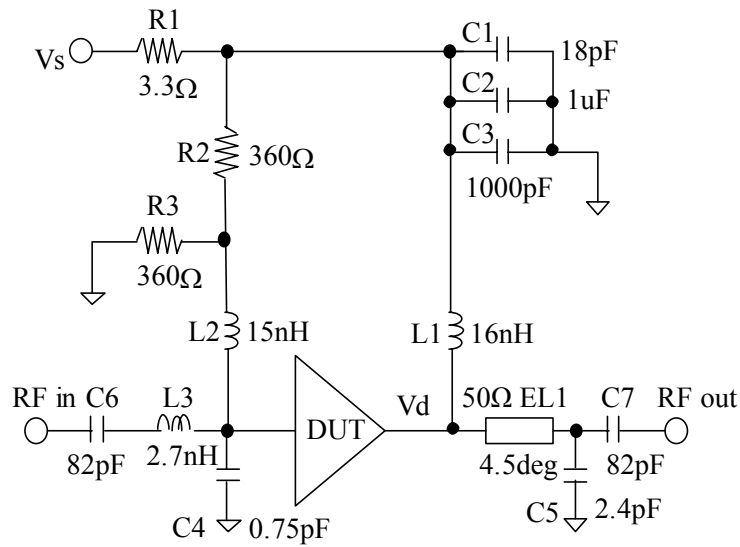 R1
Vs
3.3Ω
C1
18pF
C2
1uF
C3
1000pF
R2
360Ω
R3
360Ω
L2
15nH
L1
16nH
RF in
C6
L3
DUT
Vd
50Ω EL1
C7
RF out
82pF
2.7nH
4.5deg
82pF
C4
0.75pF
C5
2.4pF